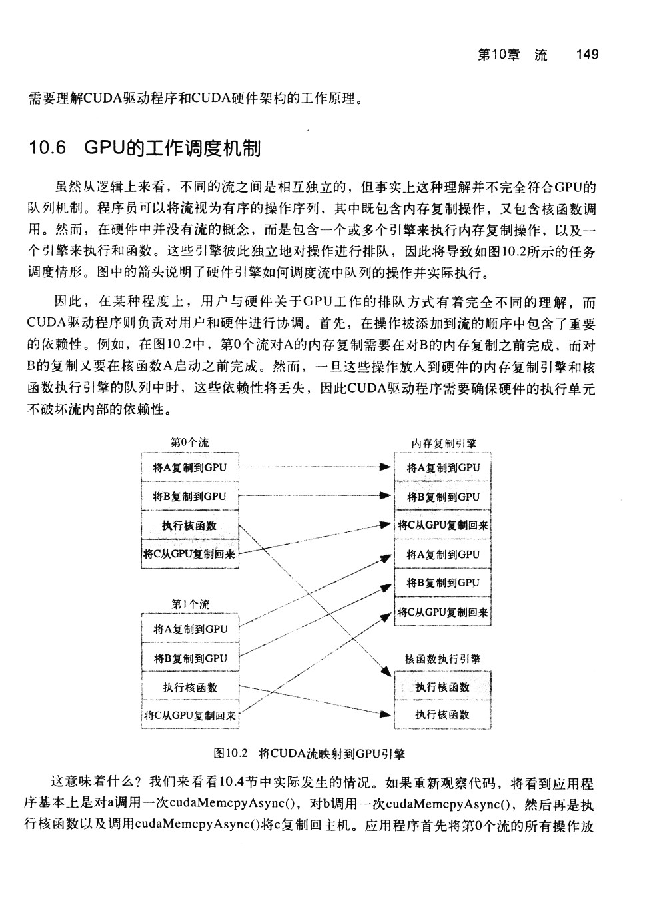 第10章 流 149
需要理解CUDA驱动程序和CUDA硬件架构的工作原理。
10.6 GPU的工作调度机制
虽然从逻辑上来看，不同的流之间是相互独立的，但事实上这种理解并不完全符合GPU的
队列机制。程序员可以将流视为有序的操作序列，其中既包含内存复制操作，又包含核函数调
用。然而，在硬件中并没有流的概念，而是包含一个或多个引擎来执行内存复制操作，以及一
个引擎来执行和函数。这些引擎彼此独立地对操作进行排队，因此将导致如图10.2所示的任务
调度情形。图中的箭头说明了硬件引擎如何调度流中队列的操作并实际执行。
因此，在某种程度上，用户与硬件关于GPU工作的排队方式有着完全不同的理解，而
CUDA驱动程序则负责对用户和硬件进行协调。首先，在操作被添加到流的顺序中包含了重要
的依赖性。例如，在图10.2中，第0个流对A的内存复制需要在对B的内存复制之前完成，而对
B的复制又要在核函数A启动之前完成。然而，一旦这些操作放入到硬件的内存复制引擎和核
函数执行引擎的队列中时，这些依赖性将丢失，因此CUDA驱动程序需要确保硬件的执行单元
不破坏流内部的依赖性。
第0个流
将A复制到GPU
将B复制到GPU
执行核函数
将C从GPU复制回来
第1个流
将A复制到GPU
将B复制到GPU
执行核函数
将C从GPU复制回来
内存复制引擎
将A复制到GPU
将B复制到GPU
将C从GPU复制回来
将A复制到GPU
将B复制到GPU
将C从GPU复制回来
核函数执行引擎
执行核函数
执行核函数
图10.2 将CUDA流映射到GPU引擎
这意味着什么？我们来看看10.4节中实际发生的情况。如果重新观察代码，将看到应用程
序基本上是对a调用一次cudaMemcpyAsync()，对b调用一次cudaMemcpyAsync()，然后再是执
行核函数以及调用cudaMemcpyAsync()将c复制回主机。应用程序首先将第0个流的所有操作放